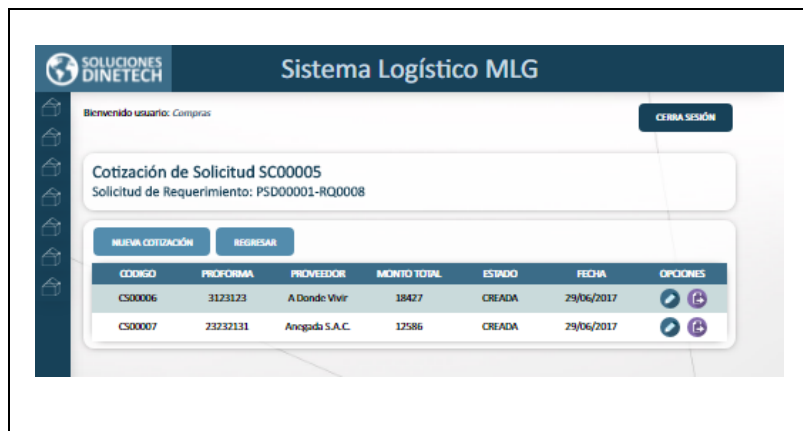 SOLUCIONES
DINETECH
Sistema Logístico MLG
Bienvenido usuario: Compras
CERRA SESIÓN
Cotización de Solicitud SC00005
Solicitud de Requerimiento: PSD00001-RQ0008
NUEVA COTIZACIÓN REGRESAR
CODIGO PROFORMA PROVEEDOR MONTO TOTAL ESTADO FECHA OPCIONES
CS00006 3123123 A Donde Vivir 18427 CREADA 29/06/2017
CS00007 23232131 Anegada S.A.C. 12586 CREADA 29/06/2017